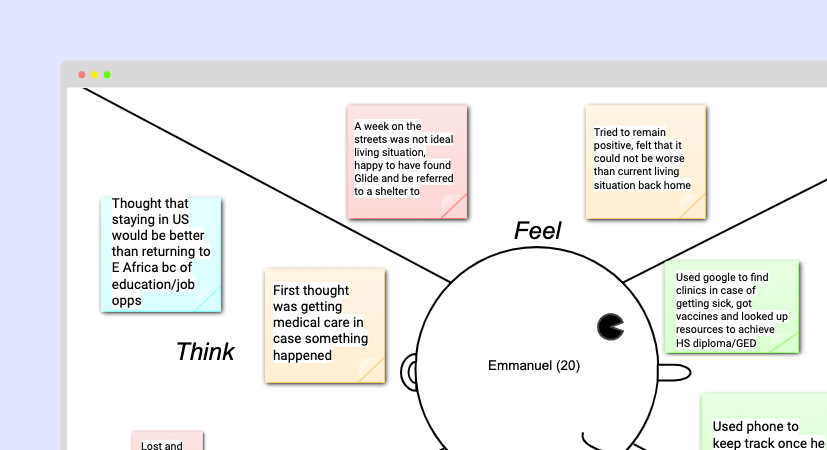 A week on the
streets was not ideal
living situation,
happy to have found
Glide and be referred
to a shelter to
Tried to remain
positive, felt that it
could not be worse
than current living
situation back home
Feel
Thought that
staying in US
would be better
than returning to
E Africa bc of
education/job
opps
First thought
was getting
medical care in
case something
happened
Used google to find
clinics in case of
getting sick, got
vaccines and looked up
resources to achieve
HS diploma/GED
Think
Emmanuel (20)
Used phone to
keep track once he
Lost and